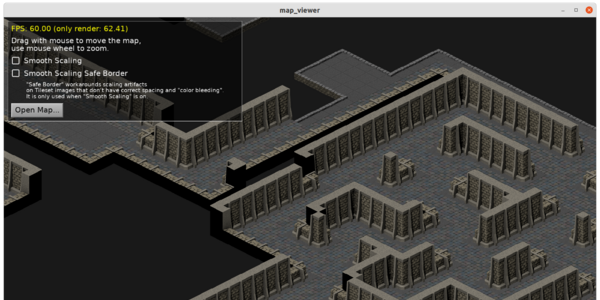 map_viewer
FPS: 60.00 (only render: 62.41)
Drag with mouse to move the map,
use mouse wheel to zoom.
Smooth Scaling
Smooth Scaling Safe Border
"Safe Border" workarounds scaling artifacts
on Tileset images that don't have correct spacing and "color bleeding".
It is only used when "Smooth Scaling" is on.
Open Map...